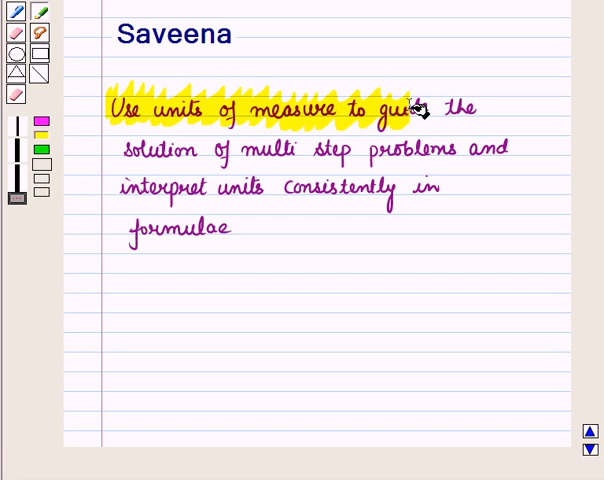 Saveena
Use units of measure to guide the
solution of multi step problems and
interpret units consistently in
formulae